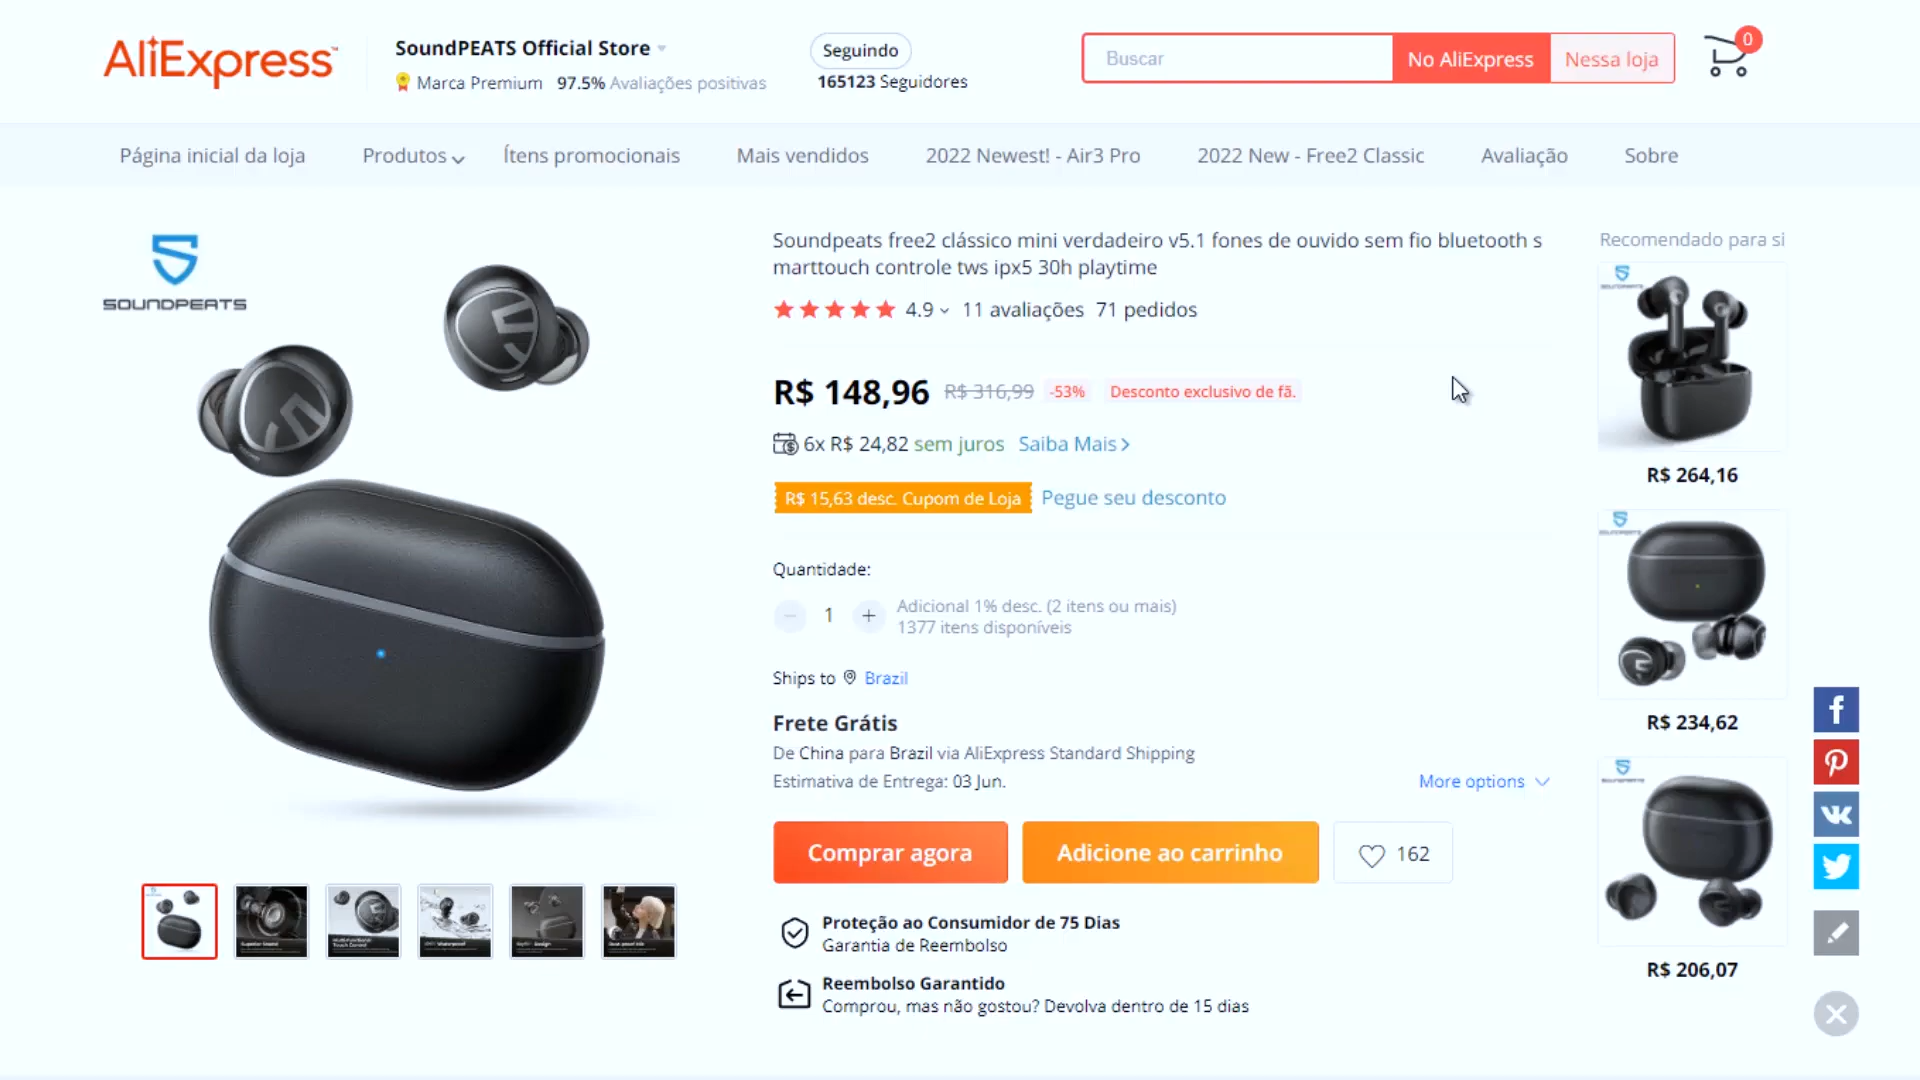 AliExpress™
SoundPEATS Official Store
Marca Premium 97.5% Avaliações positivas
Seguindo
165123 Seguidores
Buscar
No AliExpress
Nessa loja
0
Página inicial da loja
Produtos
Ítens promocionais
Mais vendidos
2022 Newest! - Air3 Pro
2022 New - Free2 Classic
Avaliação
Sobre
SOUNDPEATS
Soundpeats free2 clássico mini verdadeiro v5.1 fones de ouvido sem fio bluetooth s
marttouch controle tws ipx5 30h playtime
4.9 11 avaliações 71 pedidos
R$ 148,96 R$ 316,99 -53% Desconto exclusivo de fã.
6x R$ 24,82 sem juros Saiba Mais
R$ 15,63 desc. Cupom de Loja Pegue seu desconto
Quantidade:
1
Adicional 1% desc. (2 itens ou mais)
1377 itens disponíveis
Ships to Brazil
Frete Grátis
De China para Brazil via AliExpress Standard Shipping
Estimativa de Entrega: 03 Jun.
More options
Comprar agora
Adicione ao carrinho
162
Proteção ao Consumidor de 75 Dias
Garantia de Reembolso
Reembolso Garantido
Comprou, mas não gostou? Devolva dentro de 15 dias
Recomendado para si
SOUNDPEATS
R$ 264,16
SOUNDPEATS
R$ 234,62
SOUNDPEATS
R$ 206,07